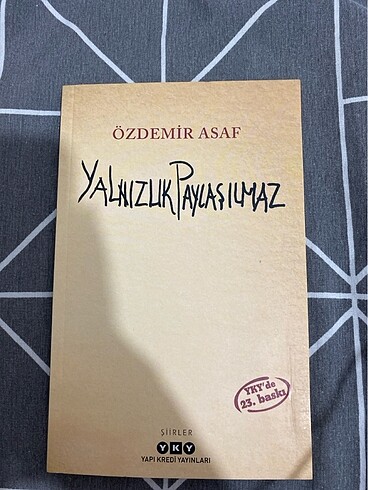 ÖZDEMİR ASAF
YALNIZLIK PAYLAŞILMAZ
YKY'de
23. baskı
ŞİİRLER
YKY
YAPI KREDİ YAYINLARI